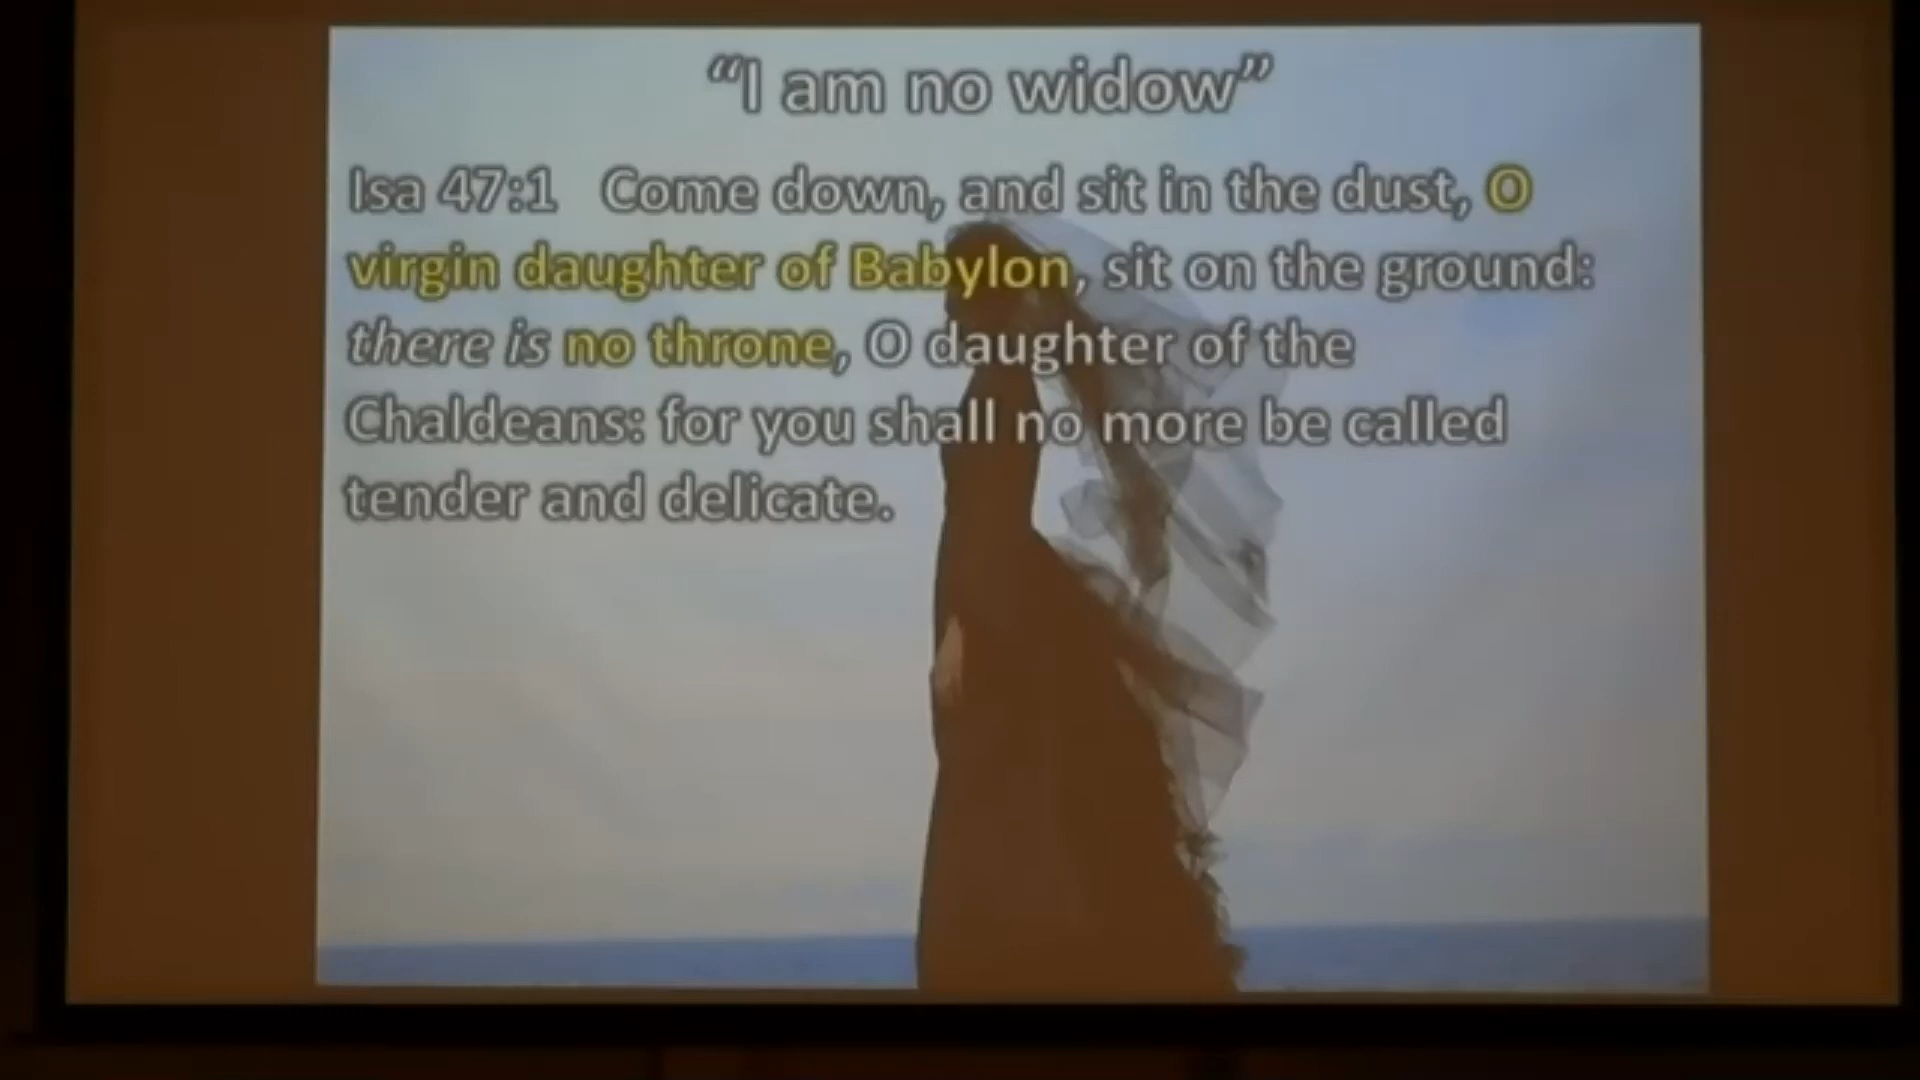 “I am no widow”
Isa 47:1 Come down, and sit in the dust, O
virgin daughter of Babylon, sit on the ground:
there is no throne, O daughter of the
Chaldeans: for you shall no more be called
tender and delicate.